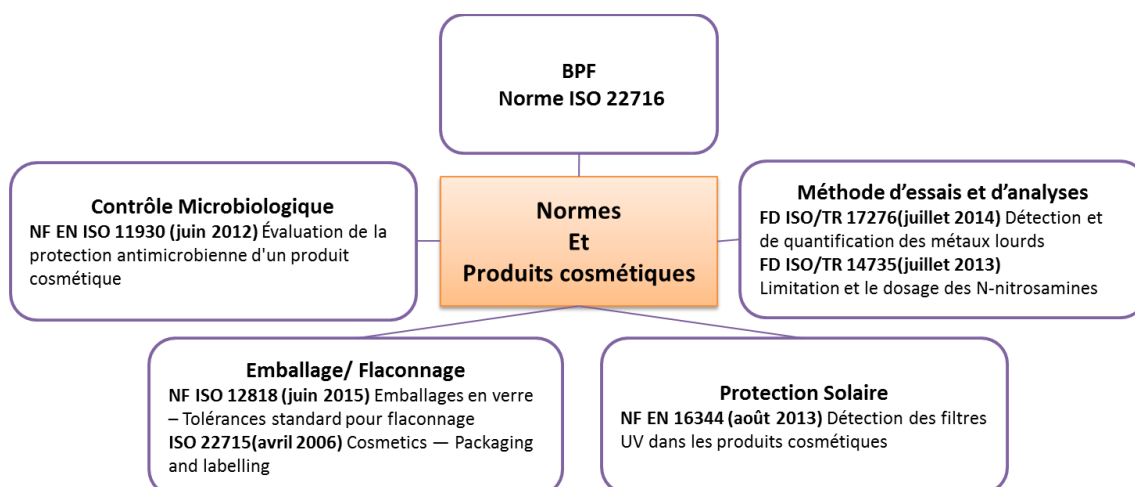 BPF
Norme ISO 22716
Contrôle Microbiologique
NF EN ISO 11930 (juin 2012) Évaluation de la
protection antimicrobienne d'un produit
cosmétique
Normes
Et
Produits cosmétiques
Méthode d'essais et d'analyses
FD ISO/TR 17276(juillet 2014) Détection et
de quantification des métaux lourds
FD ISO/TR 14735(juillet 2013)
Limitation et le dosage des N-nitrosamines
Emballage/ Flaconnage
NF ISO 12818 (juin 2015) Emballages en verre
– Tolérances standard pour flaconnage
ISO 22715(avril 2006) Cosmetics — Packaging
and labelling
Protection Solaire
NF EN 16344 (août 2013) Détection des filtres
UV dans les produits cosmétiques